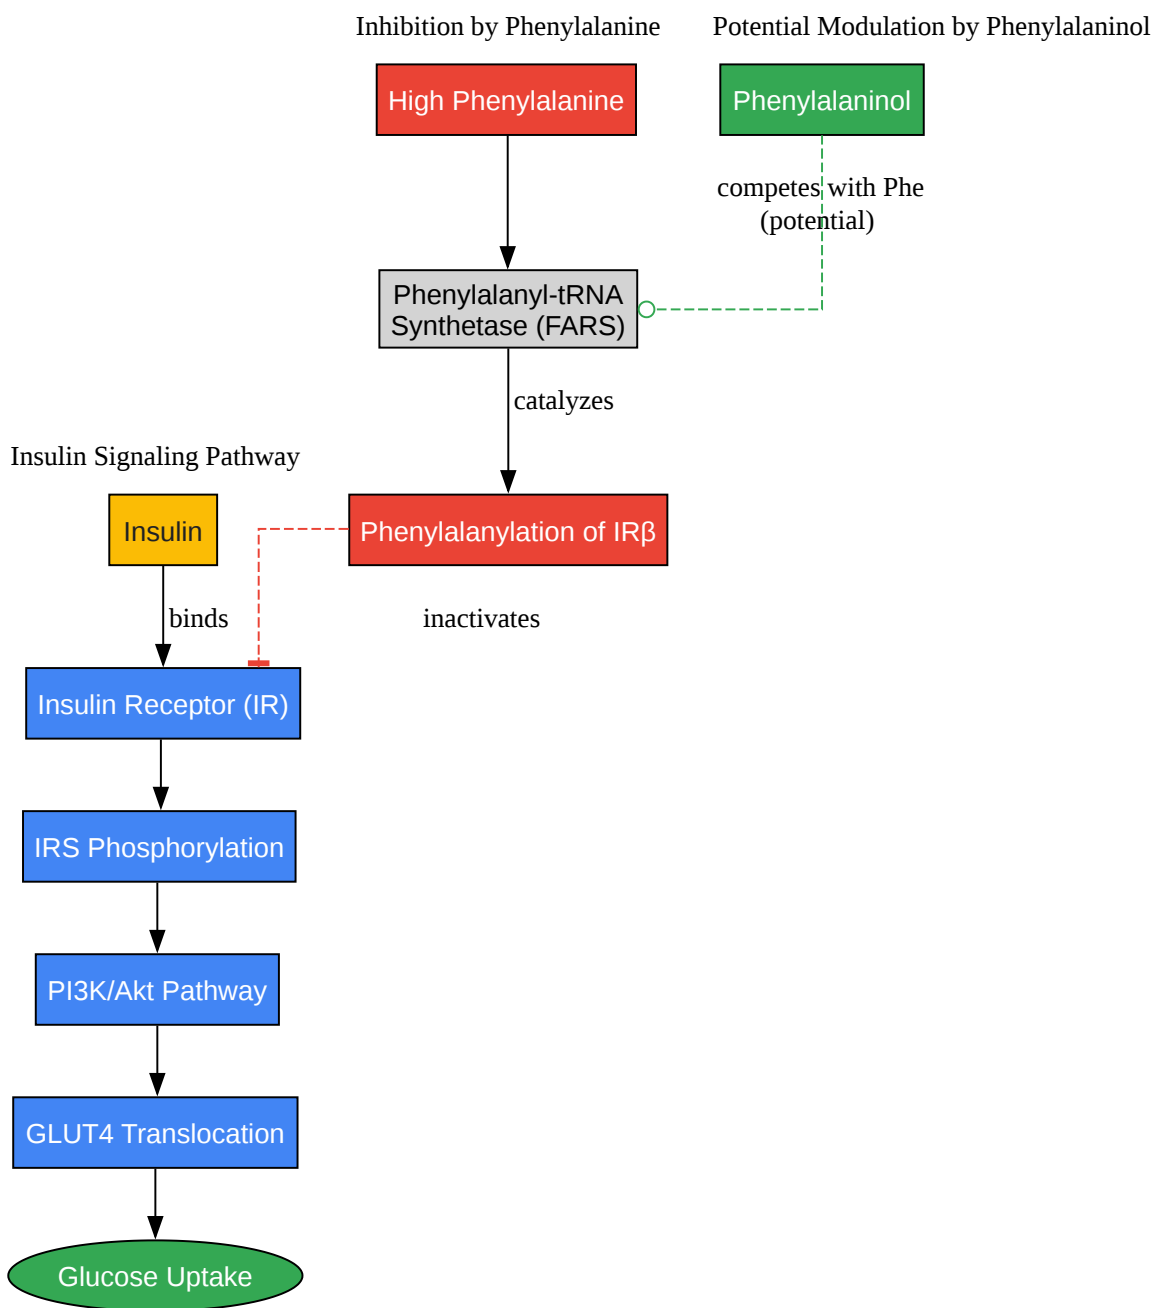 Inhibition by Phenylalanine
Potential Modulation by Phenylalaninol
High Phenylalanine
Phenylalaninol
competes with Phe
(potential)
Phenylalanyl-tRNA
Synthetase (FARS)
catalyzes
Insulin Signaling Pathway
Insulin
Phenylalanylation of IRβ
binds
inactivates
Insulin Receptor (IR)
IRS Phosphorylation
PI3K/Akt Pathway
GLUT4 Translocation
Glucose Uptake